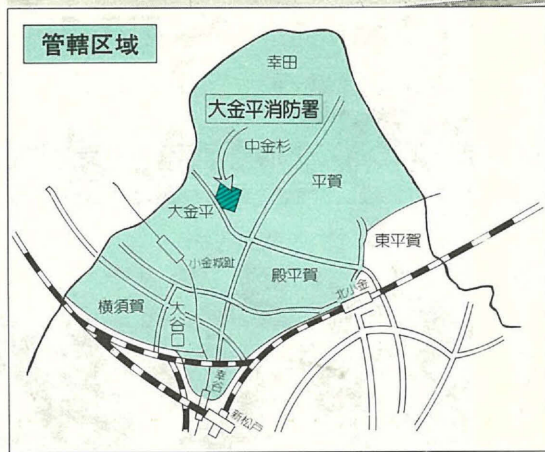 管轄区域
幸田
大金平消防署
中金杉
平賀
大金平
東平賀
小金城趾
殿平賀
北小金
横須賀
大谷口
幸谷
新松戸